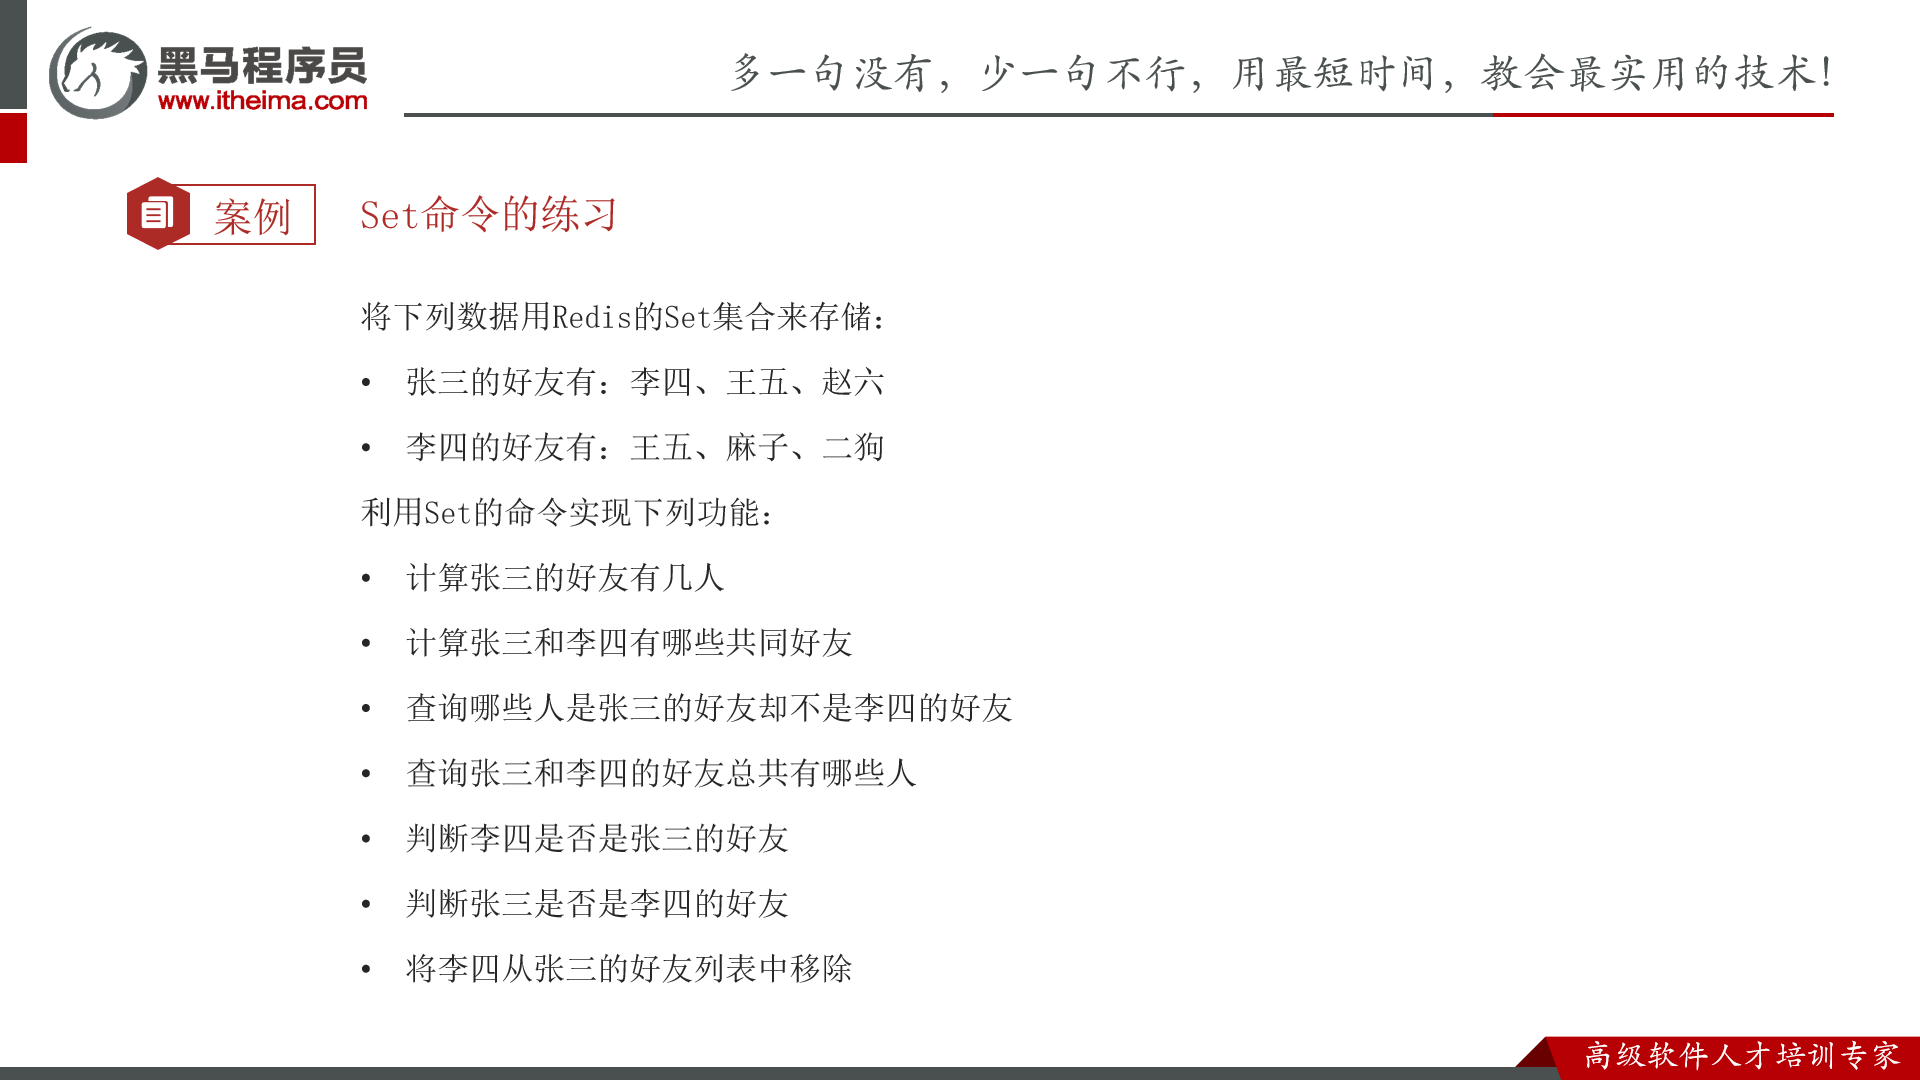 黑马程序员
www.itheima.com
多一句没有，少一句不行，用最短时间，教会最实用的技术！
案例
Set命令的练习
将下列数据用Redis的Set集合来存储：
• 张三的好友有：李四、王五、赵六
• 李四的好友有：王五、麻子、二狗
利用Set的命令实现下列功能：
• 计算张三的好友有几人
• 计算张三和李四有哪些共同好友
• 查询哪些人是张三的好友却不是李四的好友
• 查询张三和李四的好友总共有哪些人
• 判断李四是否是张三的好友
• 判断张三是否是李四的好友
• 将李四从张三的好友列表中移除
高级软件人才培训专家